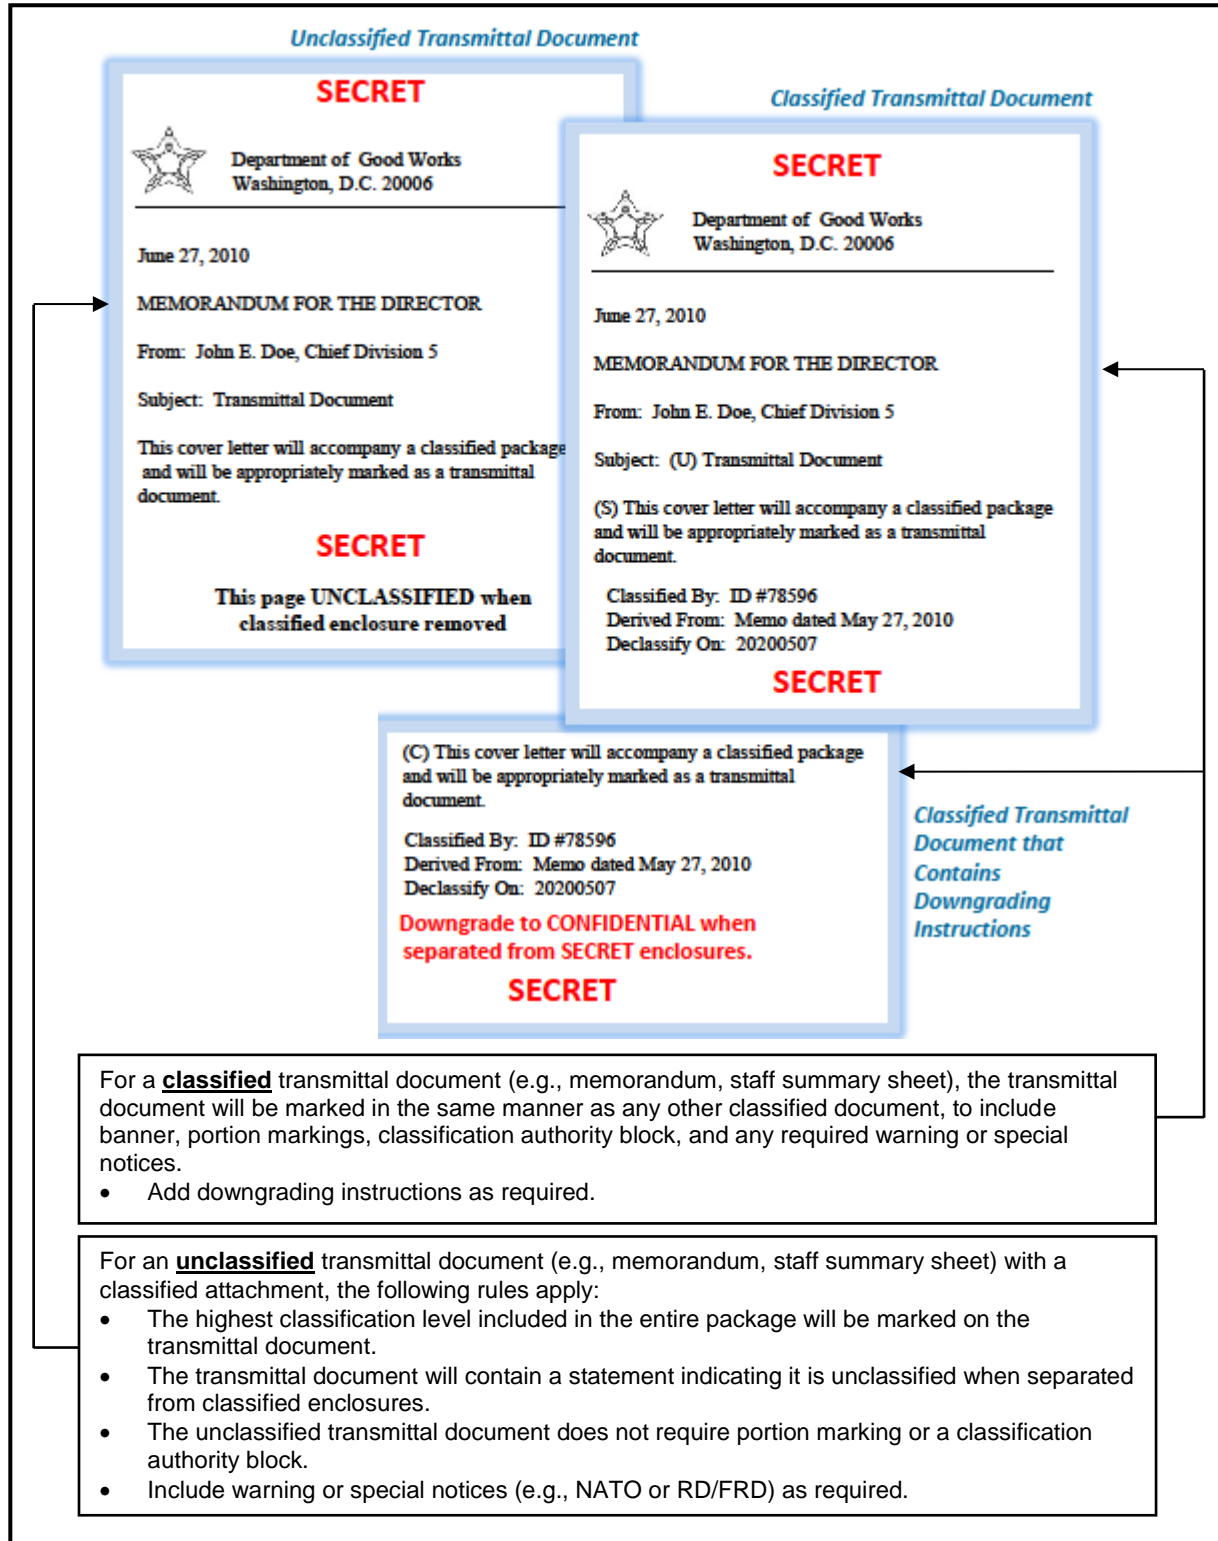 Unclassified Transmittal Document
SECRET
Department of Good Works
Washington, D.C. 20006
June 27, 2010
MEMORANDUM FOR THE DIRECTOR
From: John E. Doe, Chief Division 5
Subject: Transmittal Document
This cover letter will accompany a classified package
and will be appropriately marked as a transmittal
document.
SECRET
This page UNCLASSIFIED when
classified enclosure removed
Classified Transmittal Document
SECRET
Department of Good Works
Washington, D.C. 20006
June 27, 2010
MEMORANDUM FOR THE DIRECTOR
From: John E. Doe, Chief Division 5
Subject: (U) Transmittal Document
(S) This cover letter will accompany a classified package
and will be appropriately marked as a transmittal
document.
Classified By: ID #78596
Derived From: Memo dated May 27, 2010
Declassify On: 20200507
SECRET
(C) This cover letter will accompany a classified package
and will be appropriately marked as a transmittal
document.
Classified By: ID #78596
Derived From: Memo dated May 27, 2010
Declassify On: 20200507
Downgrade to CONFIDENTIAL when
separated from SECRET enclosures.
SECRET
Classified Transmittal
Document that
Contains
Downgrading
Instructions
For a classified transmittal document (e.g., memorandum, staff summary sheet), the transmittal
document will be marked in the same manner as any other classified document, to include
banner, portion markings, classification authority block, and any required warning or special
notices.
• Add downgrading instructions as required.
For an unclassified transmittal document (e.g., memorandum, staff summary sheet) with a
classified attachment, the following rules apply:
• The highest classification level included in the entire package will be marked on the
transmittal document.
• The transmittal document will contain a statement indicating it is unclassified when separated
from classified enclosures.
• The unclassified transmittal document does not require portion marking or a classification
authority block.
• Include warning or special notices (e.g., NATO or RD/FRD) as required.